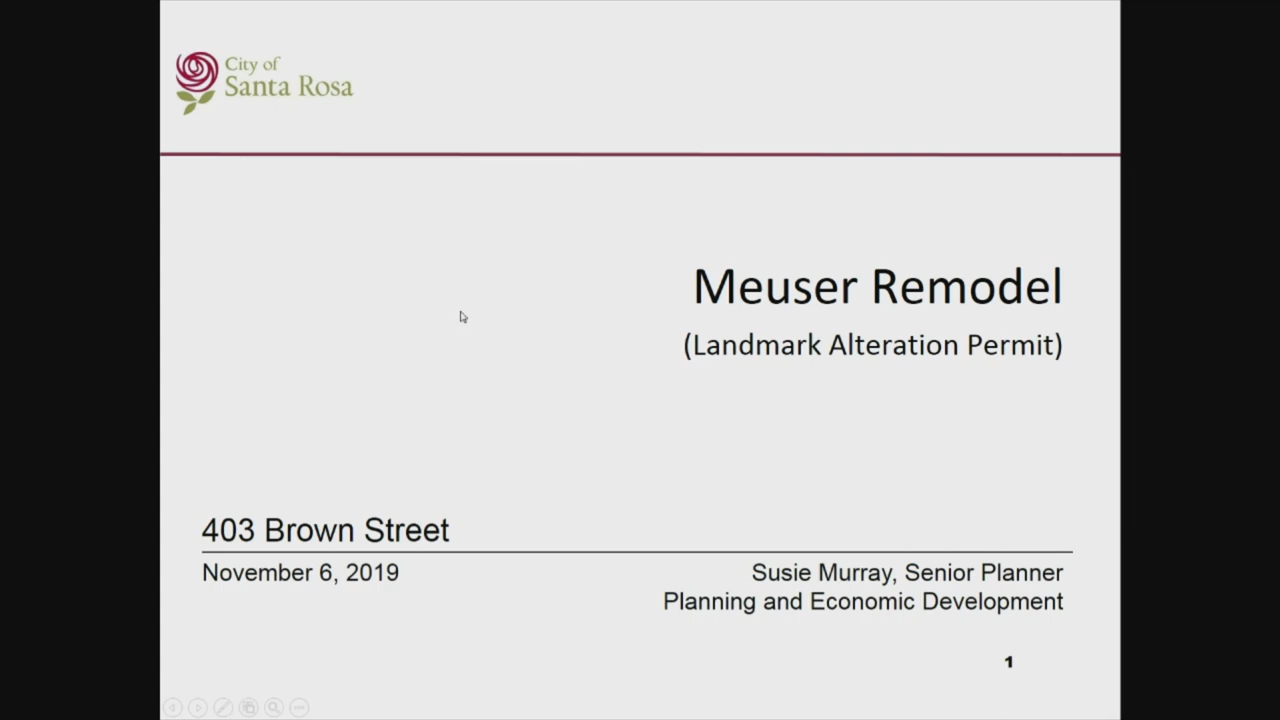 City of
Santa Rosa
Meuser Remodel
(Landmark Alteration Permit)
403 Brown Street
November 6, 2019
Susie Murray, Senior Planner
Planning and Economic Development
1